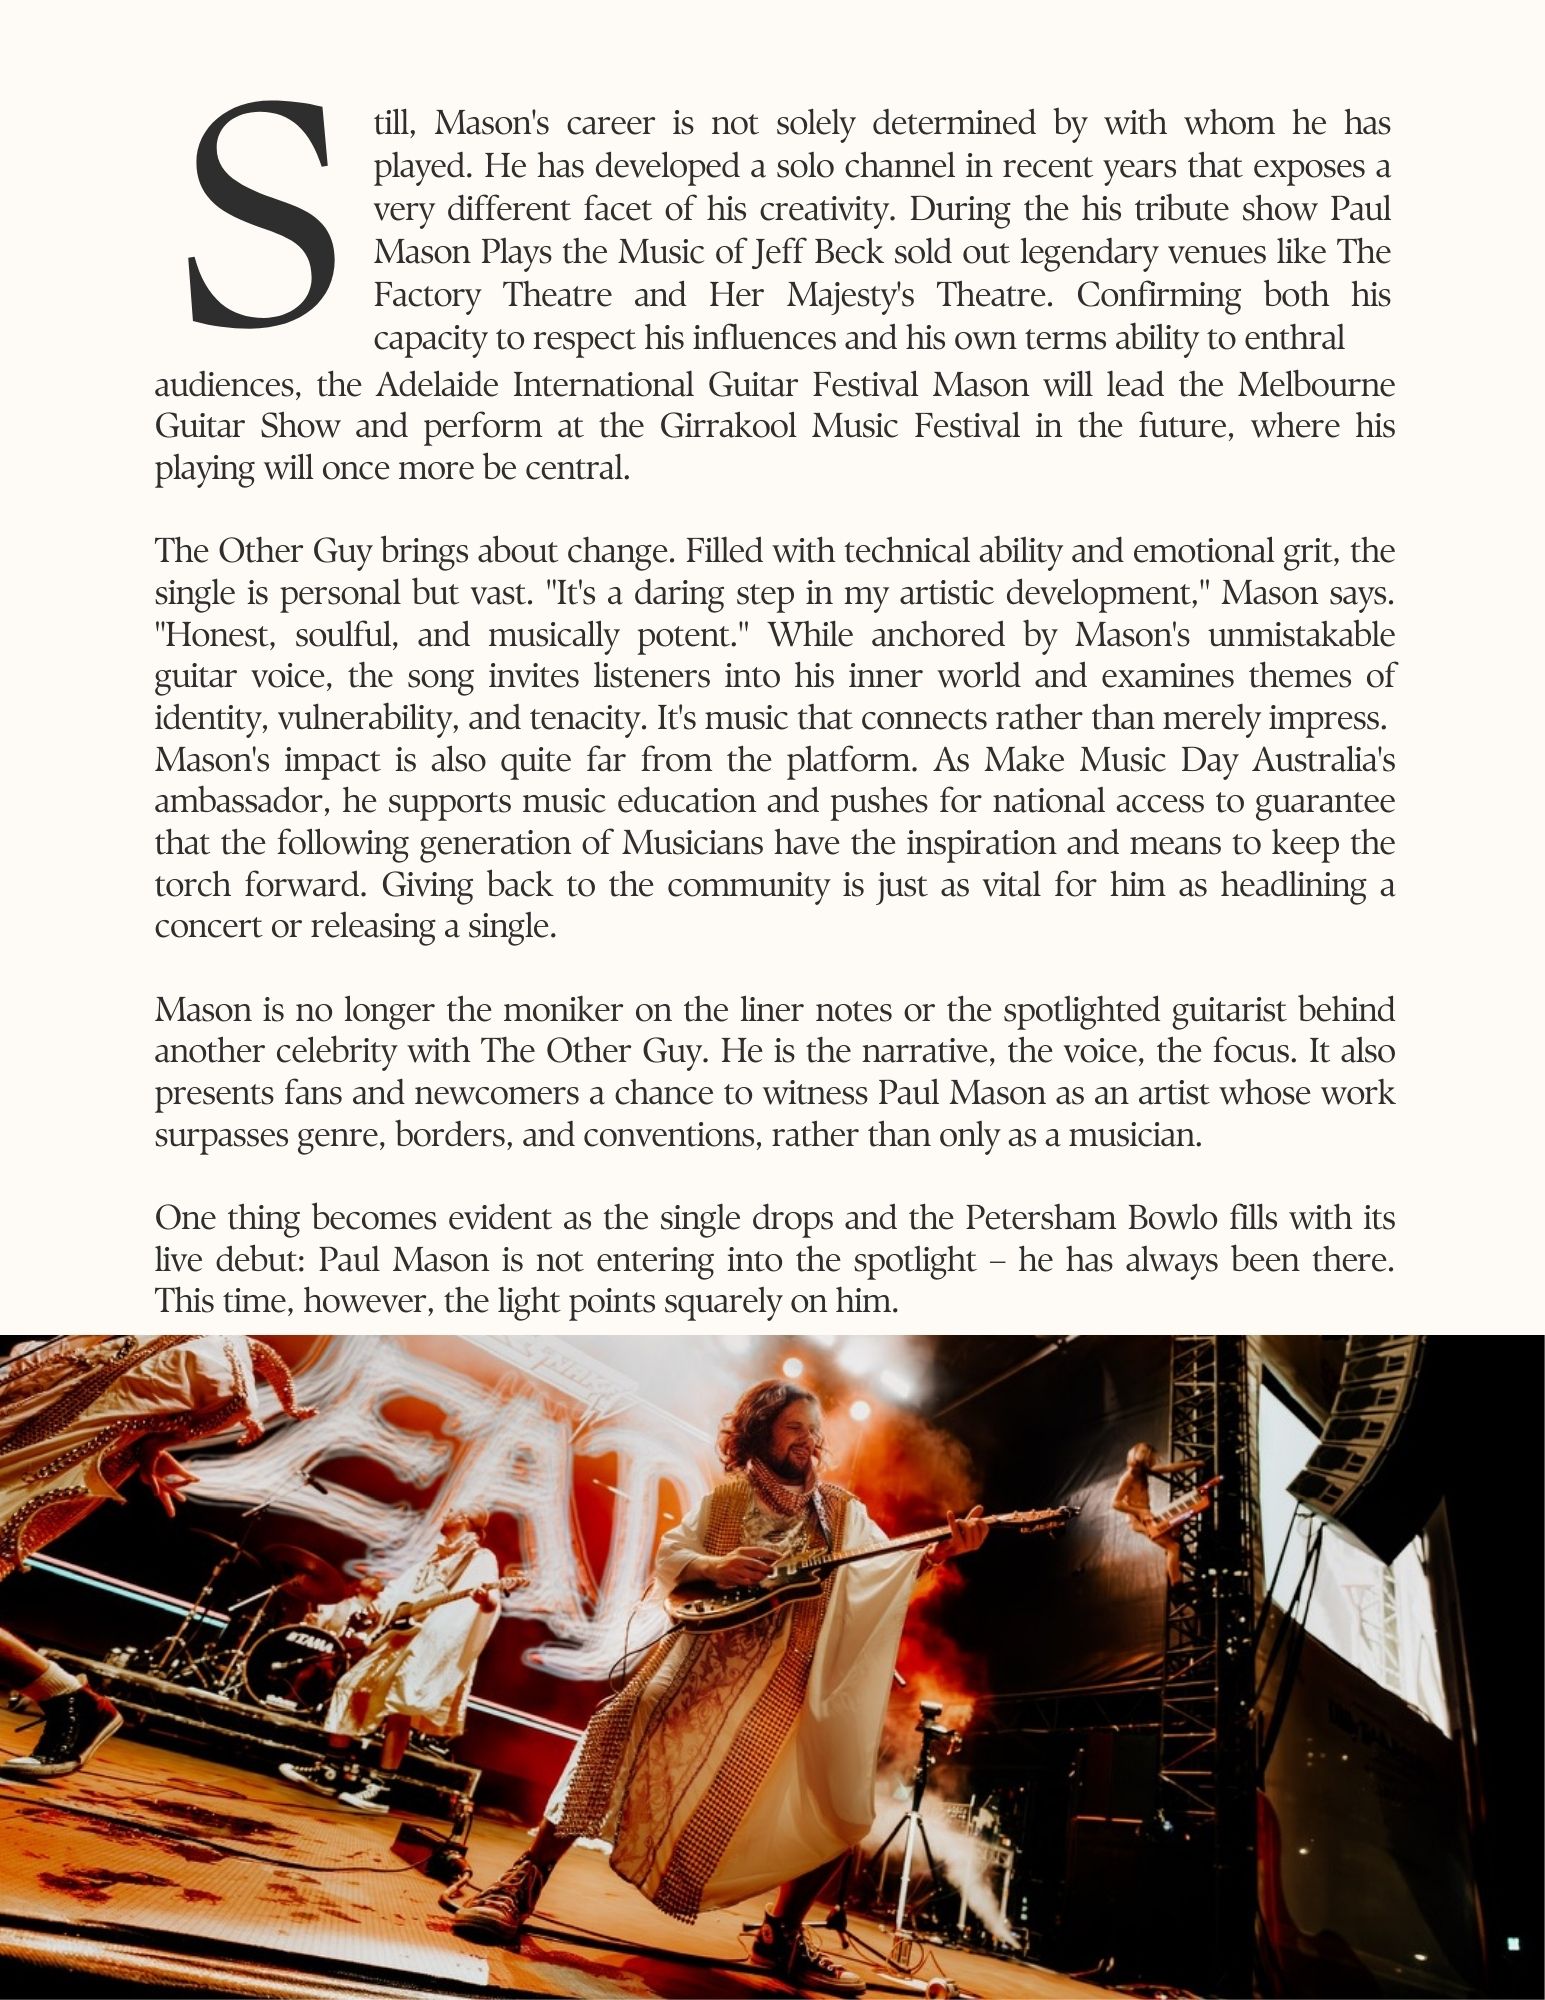 Still, Mason's career is not solely determined by with whom he has
played. He has developed a solo channel in recent years that exposes a
very different facet of his creativity. During the his tribute show Paul
Mason Plays the Music of Jeff Beck sold out legendary venues like The
Factory Theatre and Her Majesty's Theatre. Confirming both his
capacity to respect his influences and his own terms ability to enthral
audiences, the Adelaide International Guitar Festival Mason will lead the Melbourne
Guitar Show and perform at the Girrakool Music Festival in the future, where his
playing will once more be central.
The Other Guy brings about change. Filled with technical ability and emotional grit, the
single is personal but vast. "It's a daring step in my artistic development," Mason says.
"Honest, soulful, and musically potent." While anchored by Mason's unmistakable
guitar voice, the song invites listeners into his inner world and examines themes of
identity, vulnerability, and tenacity. It's music that connects rather than merely impress.
Mason's impact is also quite far from the platform. As Make Music Day Australia's
ambassador, he supports music education and pushes for national access to guarantee
that the following generation of Musicians have the inspiration and means to keep the
torch forward. Giving back to the community is just as vital for him as headlining a
concert or releasing a single.
Mason is no longer the moniker on the liner notes or the spotlighted guitarist behind
another celebrity with The Other Guy. He is the narrative, the voice, the focus. It also
presents fans and newcomers a chance to witness Paul Mason as an artist whose work
surpasses genre, borders, and conventions, rather than only as a musician.
One thing becomes evident as the single drops and the Petersham Bowlo fills with its
live debut: Paul Mason is not entering into the spotlight – he has always been there.
This time, however, the light points squarely on him.
EAD
TAMA